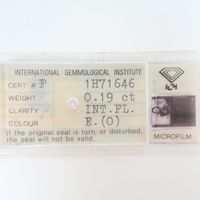 INTERNATIONAL GEMMOLOGICAL INSTITUTE
CERT # F 1H71646
WEIGHT 0.19 ct
CLARITY INT.FL.
COLOUR E.(0)
if the original seal is torn, or disturbed,
the seal will not be valid.
IGI
MICROFILM